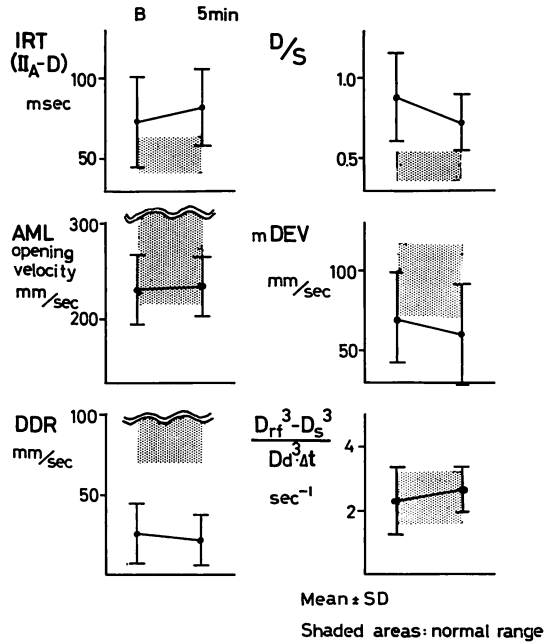 B 5min
IRT
(IIA-D)
msec
100
50
D/S
1.0
0.5
AML
opening
velocity
mm/sec
300
200
mDEV
mm/sec
100
50
DDR
mm/sec
100
50
Drf³-Ds³
Dd³·Δt
sec⁻¹
4
2
Mean ± SD
Shaded areas: normal range